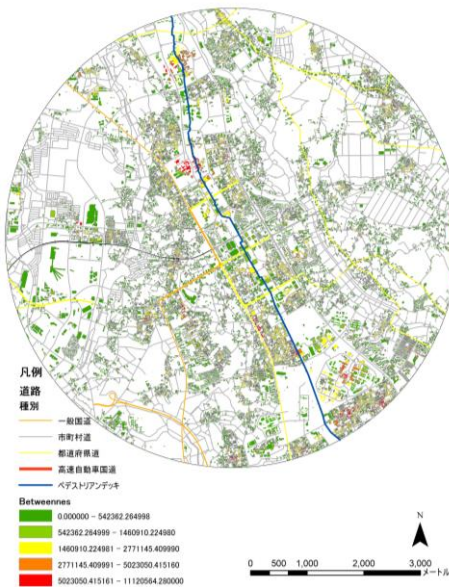 凡例
道路
種別
一般国道
市町村道
都道府県道
高速自動車国道
ペデストリアンデッキ
Betweennes
0.000000 - 542362.264998
542362.264999 - 1460910.224980
1460910.224981 - 2771145.409990
2771145.409991 - 5023050.415160
5023050.415161 - 11120564.280000
N
0 500 1,000 2,000 3,000
メートル